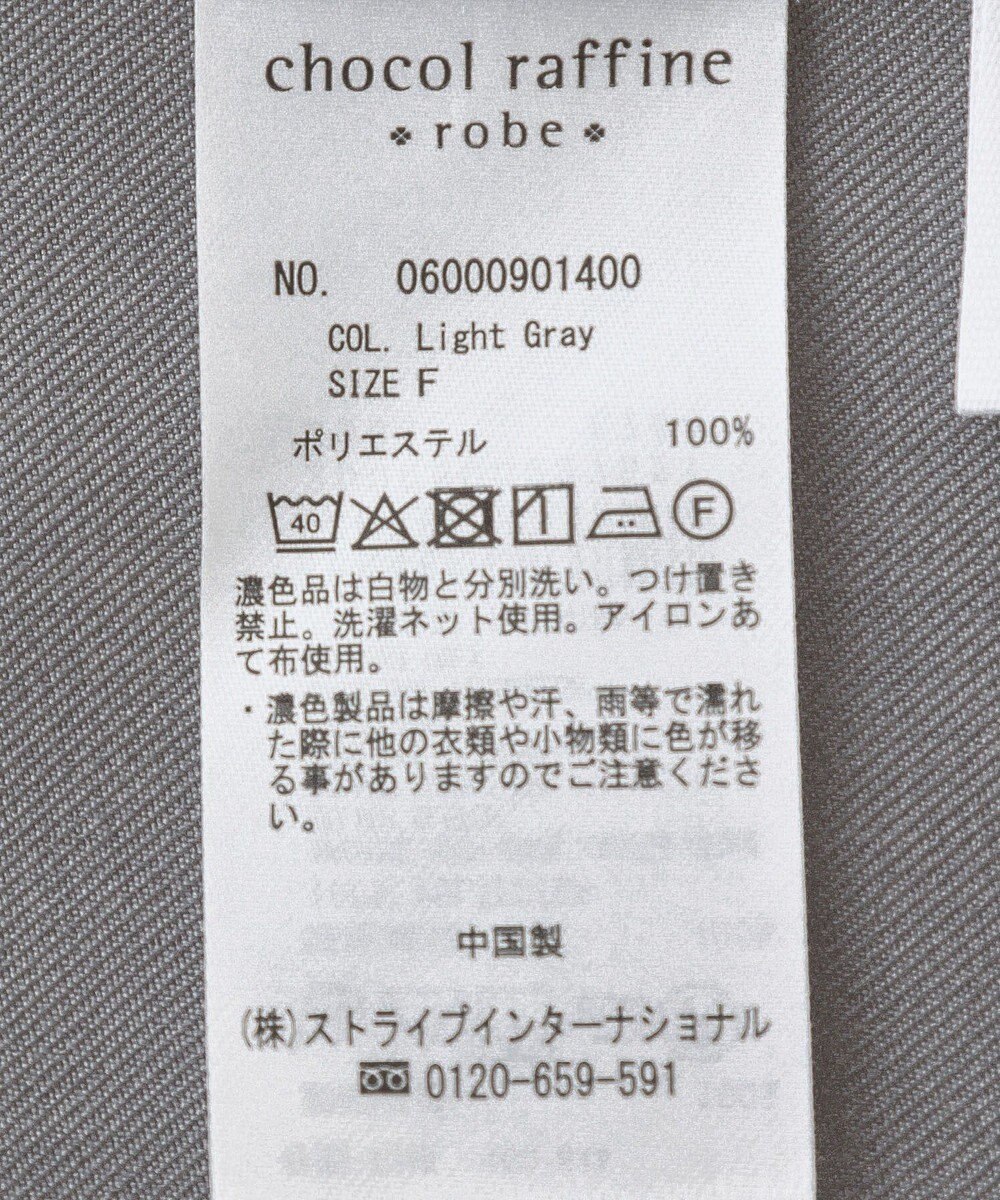 chocol raffine
robe
NO. 06000901400
COL. Light Gray
SIZE F
ポリエステル 100%
40 F
濃色品は白物と分別洗い。つけ置き
禁止。洗濯ネット使用。アイロンあ
て布使用。
・濃色製品は摩擦や汗、雨等で濡れ
た際に他の衣類や小物類に色が移
る事がありますのでご注意くださ
い。
中国製
(株)ストライプインターナショナル
0120-659-591